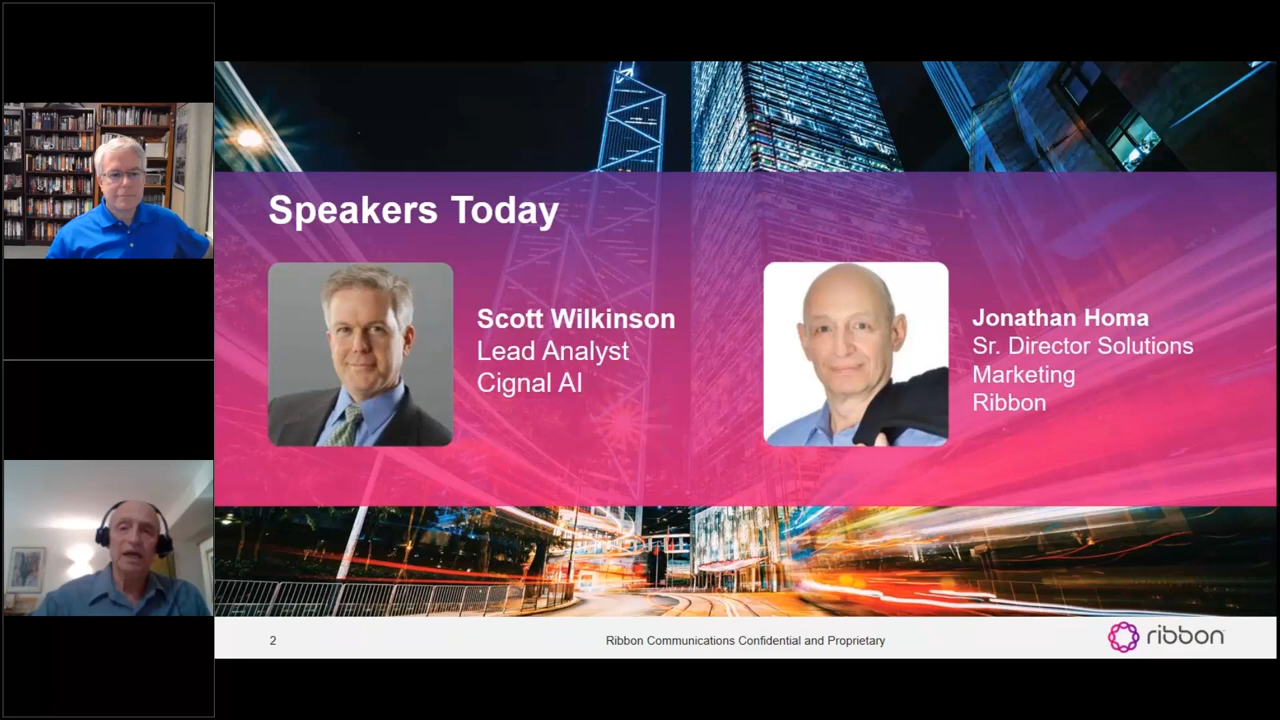 Speakers Today
Scott Wilkinson
Lead Analyst
Cignal AI
Jonathan Homa
Sr. Director Solutions
Marketing
Ribbon
2
Ribbon Communications Confidential and Proprietary
ribbon